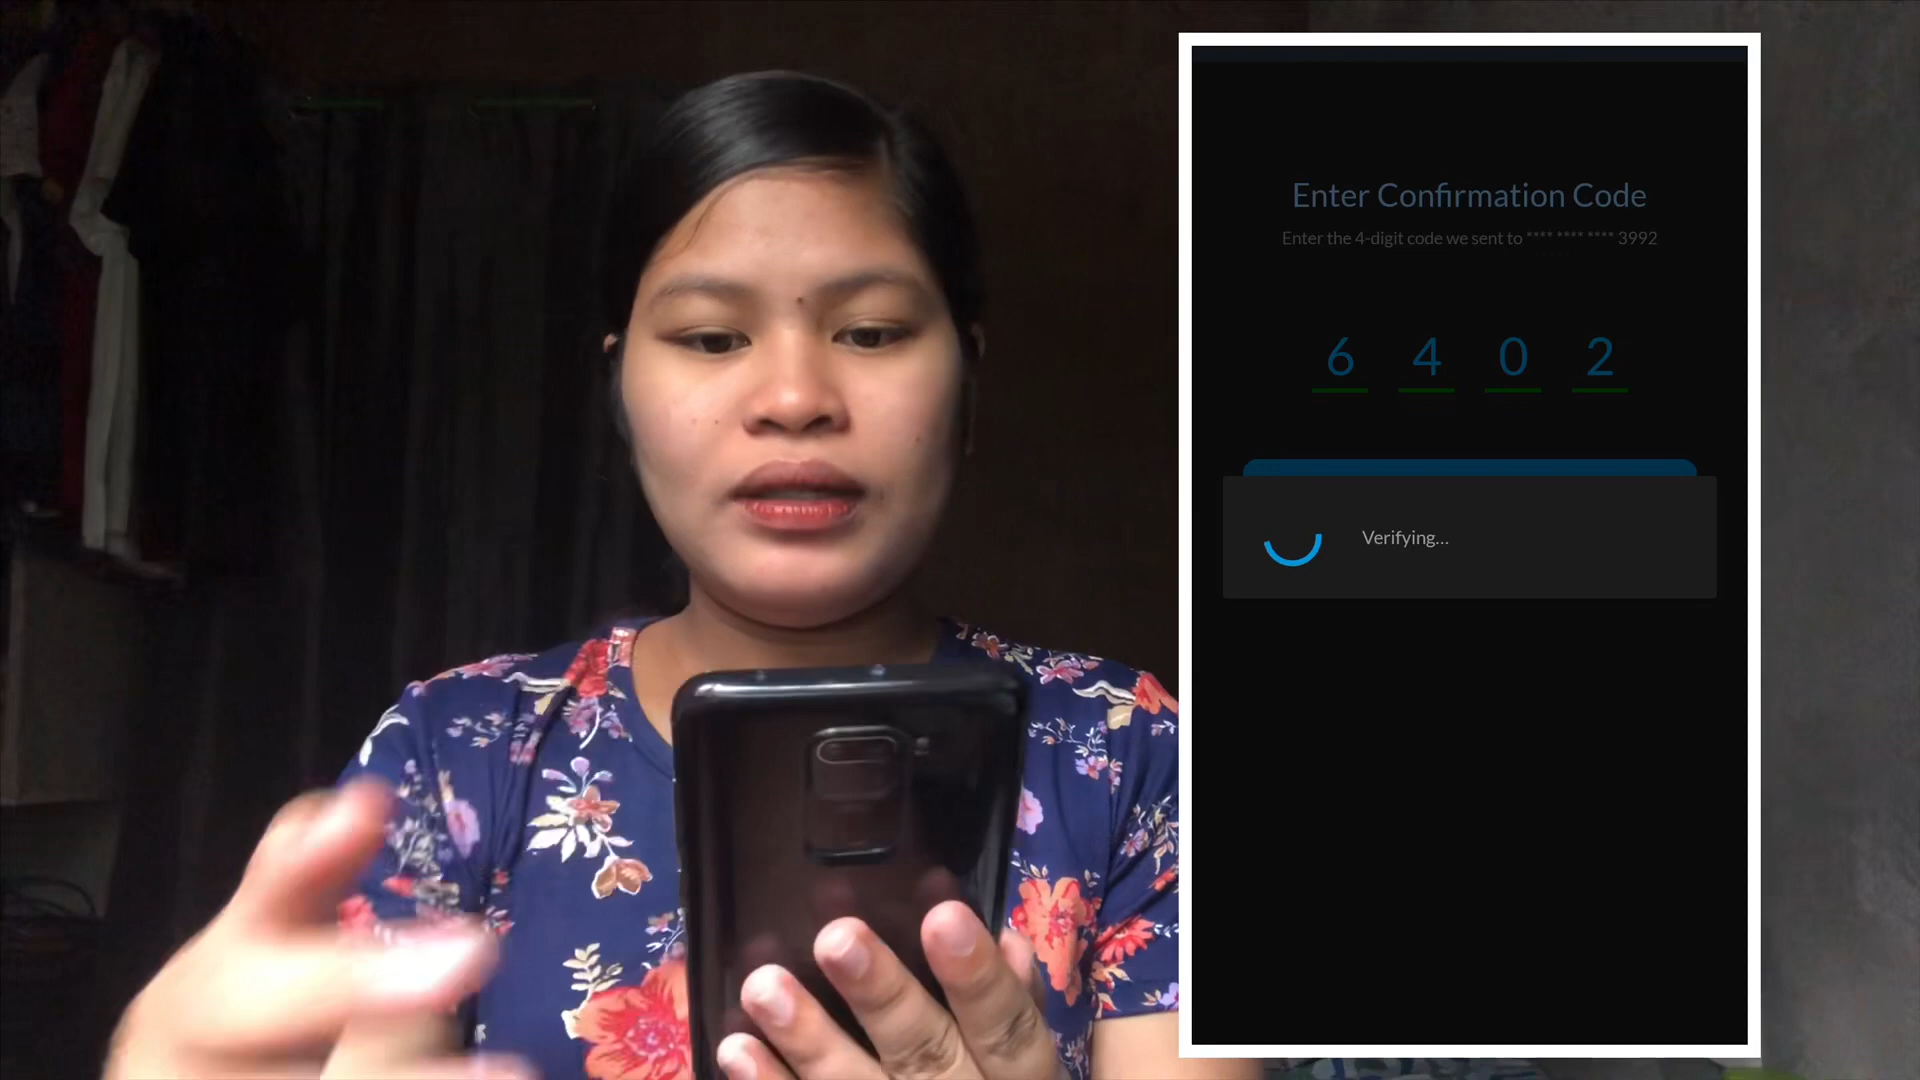 Enter Confirmation Code
Enter the 4-digit code we sent to **** **** **** 3992
6 4 0 2
Verifying...